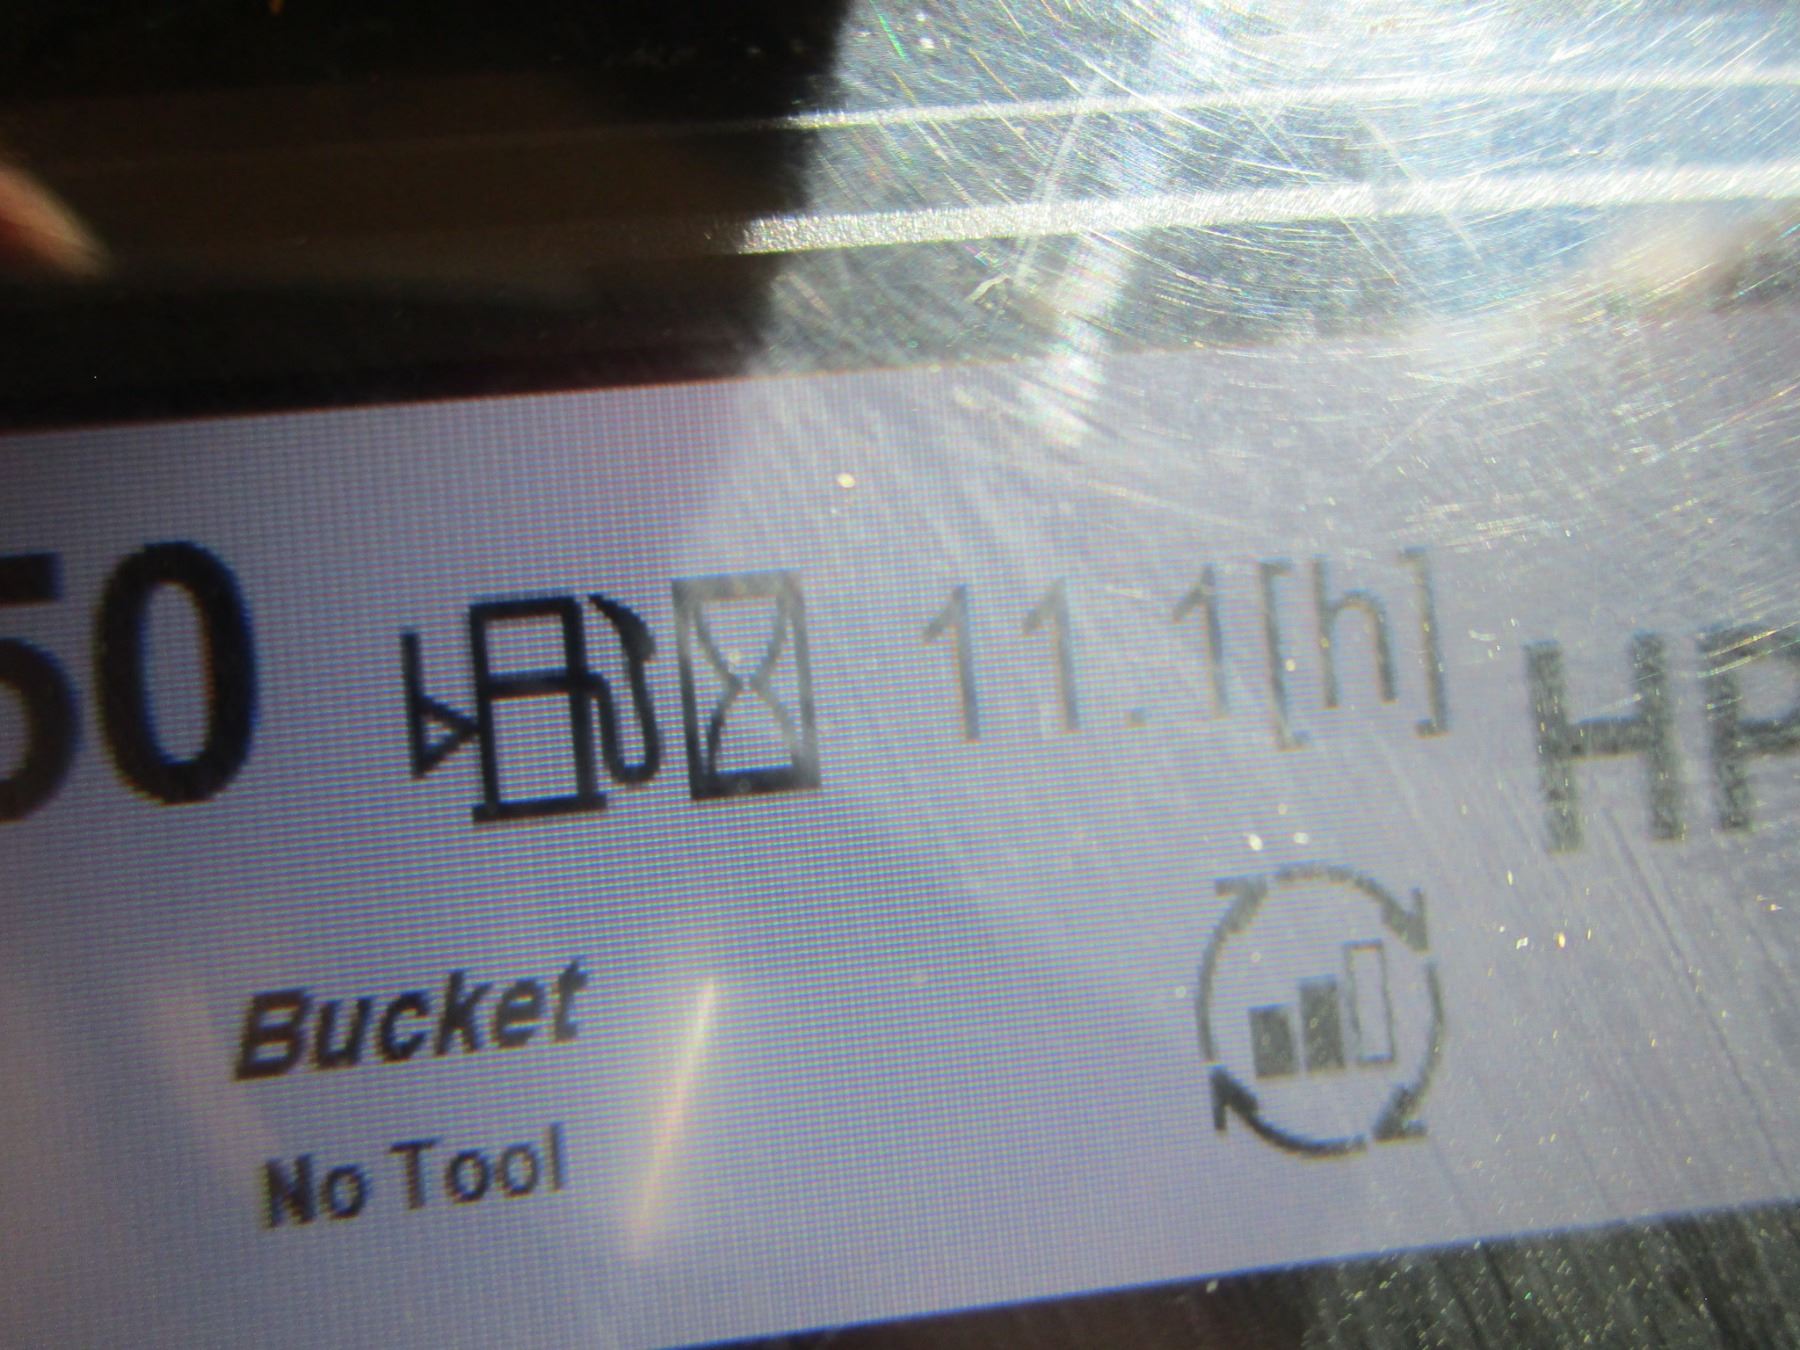 50 11.1[h] HP
Bucket
No Tool